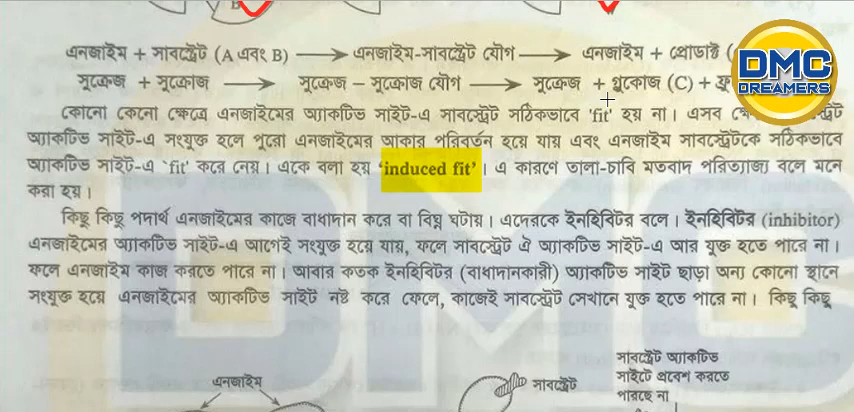 B
এনজাইম + সাবস্ট্রেট (A এবং B) ⟶ এনজাইম-সাবস্ট্রেট যৌগ ⟶ এনজাইম + প্রোডাক্ট (
সুক্রেজ + সুক্রোজ ⟶ সুক্রেজ – সুক্রোজ যৌগ ⟶ সুক্রেজ + গ্লুকোজ (C) +
DMC
DREAMERS
কোনো কেনো ক্ষেত্রে এনজাইমের অ্যাকটিভ সাইট-এ সাবস্ট্রেট সঠিকভাবে 'fit' হয় না। এসব
অ্যাকটিভ সাইট-এ সংযুক্ত হলে পুরো এনজাইমের আকার পরিবর্তন হয়ে যায় এবং এনজাইম সাবস্ট্রেটকে সঠিকভাবে
অ্যাকটিভ সাইট-এ `fit' করে নেয়। একে বলা হয় 'induced fit'। এ কারণে তালা-চাবি মতবাদ পরিত্যাজ্য বলে মনে
করা হয়।
কিছু কিছু পদার্থ এনজাইমের কাজে বাধাদান করে বা বিঘ্ন ঘটায়। এদেরকে ইনহিবিটর বলে। ইনহিবিটর (inhibitor)
এনজাইমের অ্যাকটিভ সাইট-এ আগেই সংযুক্ত হয়ে যায়, ফলে সাবস্ট্রেট ঐ অ্যাকটিভ সাইট-এ আর যুক্ত হতে পারে না।
ফলে এনজাইম কাজ করতে পারে না। আবার কতক ইনহিবিটর (বাধাদানকারী) অ্যাকটিভ সাইট ছাড়া অন্য কোনো স্থানে
সংযুক্ত হয়ে এনজাইমের অ্যাকটিভ সাইট নষ্ট করে ফেলে, কাজেই সাবস্ট্রেট সেখানে যুক্ত হতে পারে না। কিছু কিছু
এনজাইম
সাবস্ট্রেট
সাবস্ট্রেট অ্যাকটিভ
সাইটে প্রবেশ করতে
পারছে না